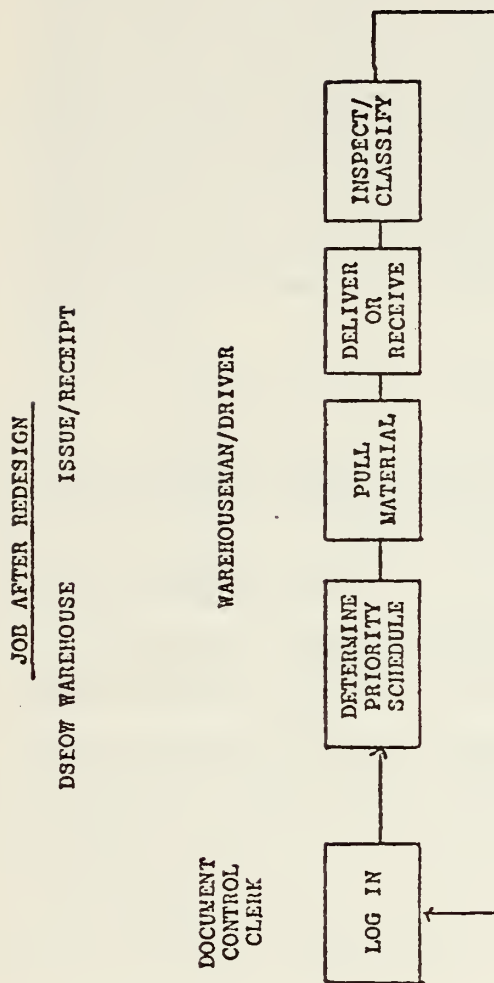 JOB AFTER REDESIGN
DSEOW WAREHOUSE ISSUE/RECEIPT
DOCUMENT
CONTROL
CLERK
WAREHOUSEMAN/DRIVER
LOG IN
DETERMINE
PRIORITY
SCHEDULE
PULL
MATERIAL
DELIVER
OR
RECEIVE
INSPECT/
CLASSIFY